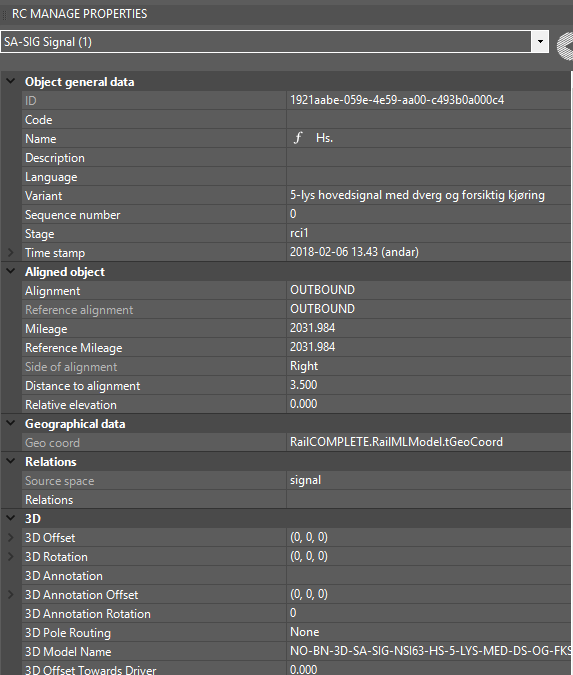 RC MANAGE PROPERTIES
SA-SIG Signal (1)
Object general data
ID 1921aabe-059e-4e59-aa00-c493b0a000c4
Code
Name f Hs.
Description
Language
Variant 5-lys hovedsignal med dverg og forsiktig kjøring
Sequence number 0
Stage rci1
Time stamp 2018-02-06 13.43 (andar)
Aligned object
Alignment OUTBOUND
Reference alignment OUTBOUND
Mileage 2031.984
Reference Mileage 2031.984
Side of alignment Right
Distance to alignment 3.500
Relative elevation 0.000
Geographical data
Geo coord RailCOMPLETE.RailMLModel.tGeoCoord
Relations
Source space signal
Relations
3D
3D Offset (0, 0, 0)
3D Rotation (0, 0, 0)
3D Annotation
3D Annotation Offset (0, 0, 0)
3D Annotation Rotation 0
3D Pole Routing None
3D Model Name NO-BN-3D-SA-SIG-NSI63-HS-5-LYS-MED-DS-OG-FKS
3D Offset Towards Driver 0.000